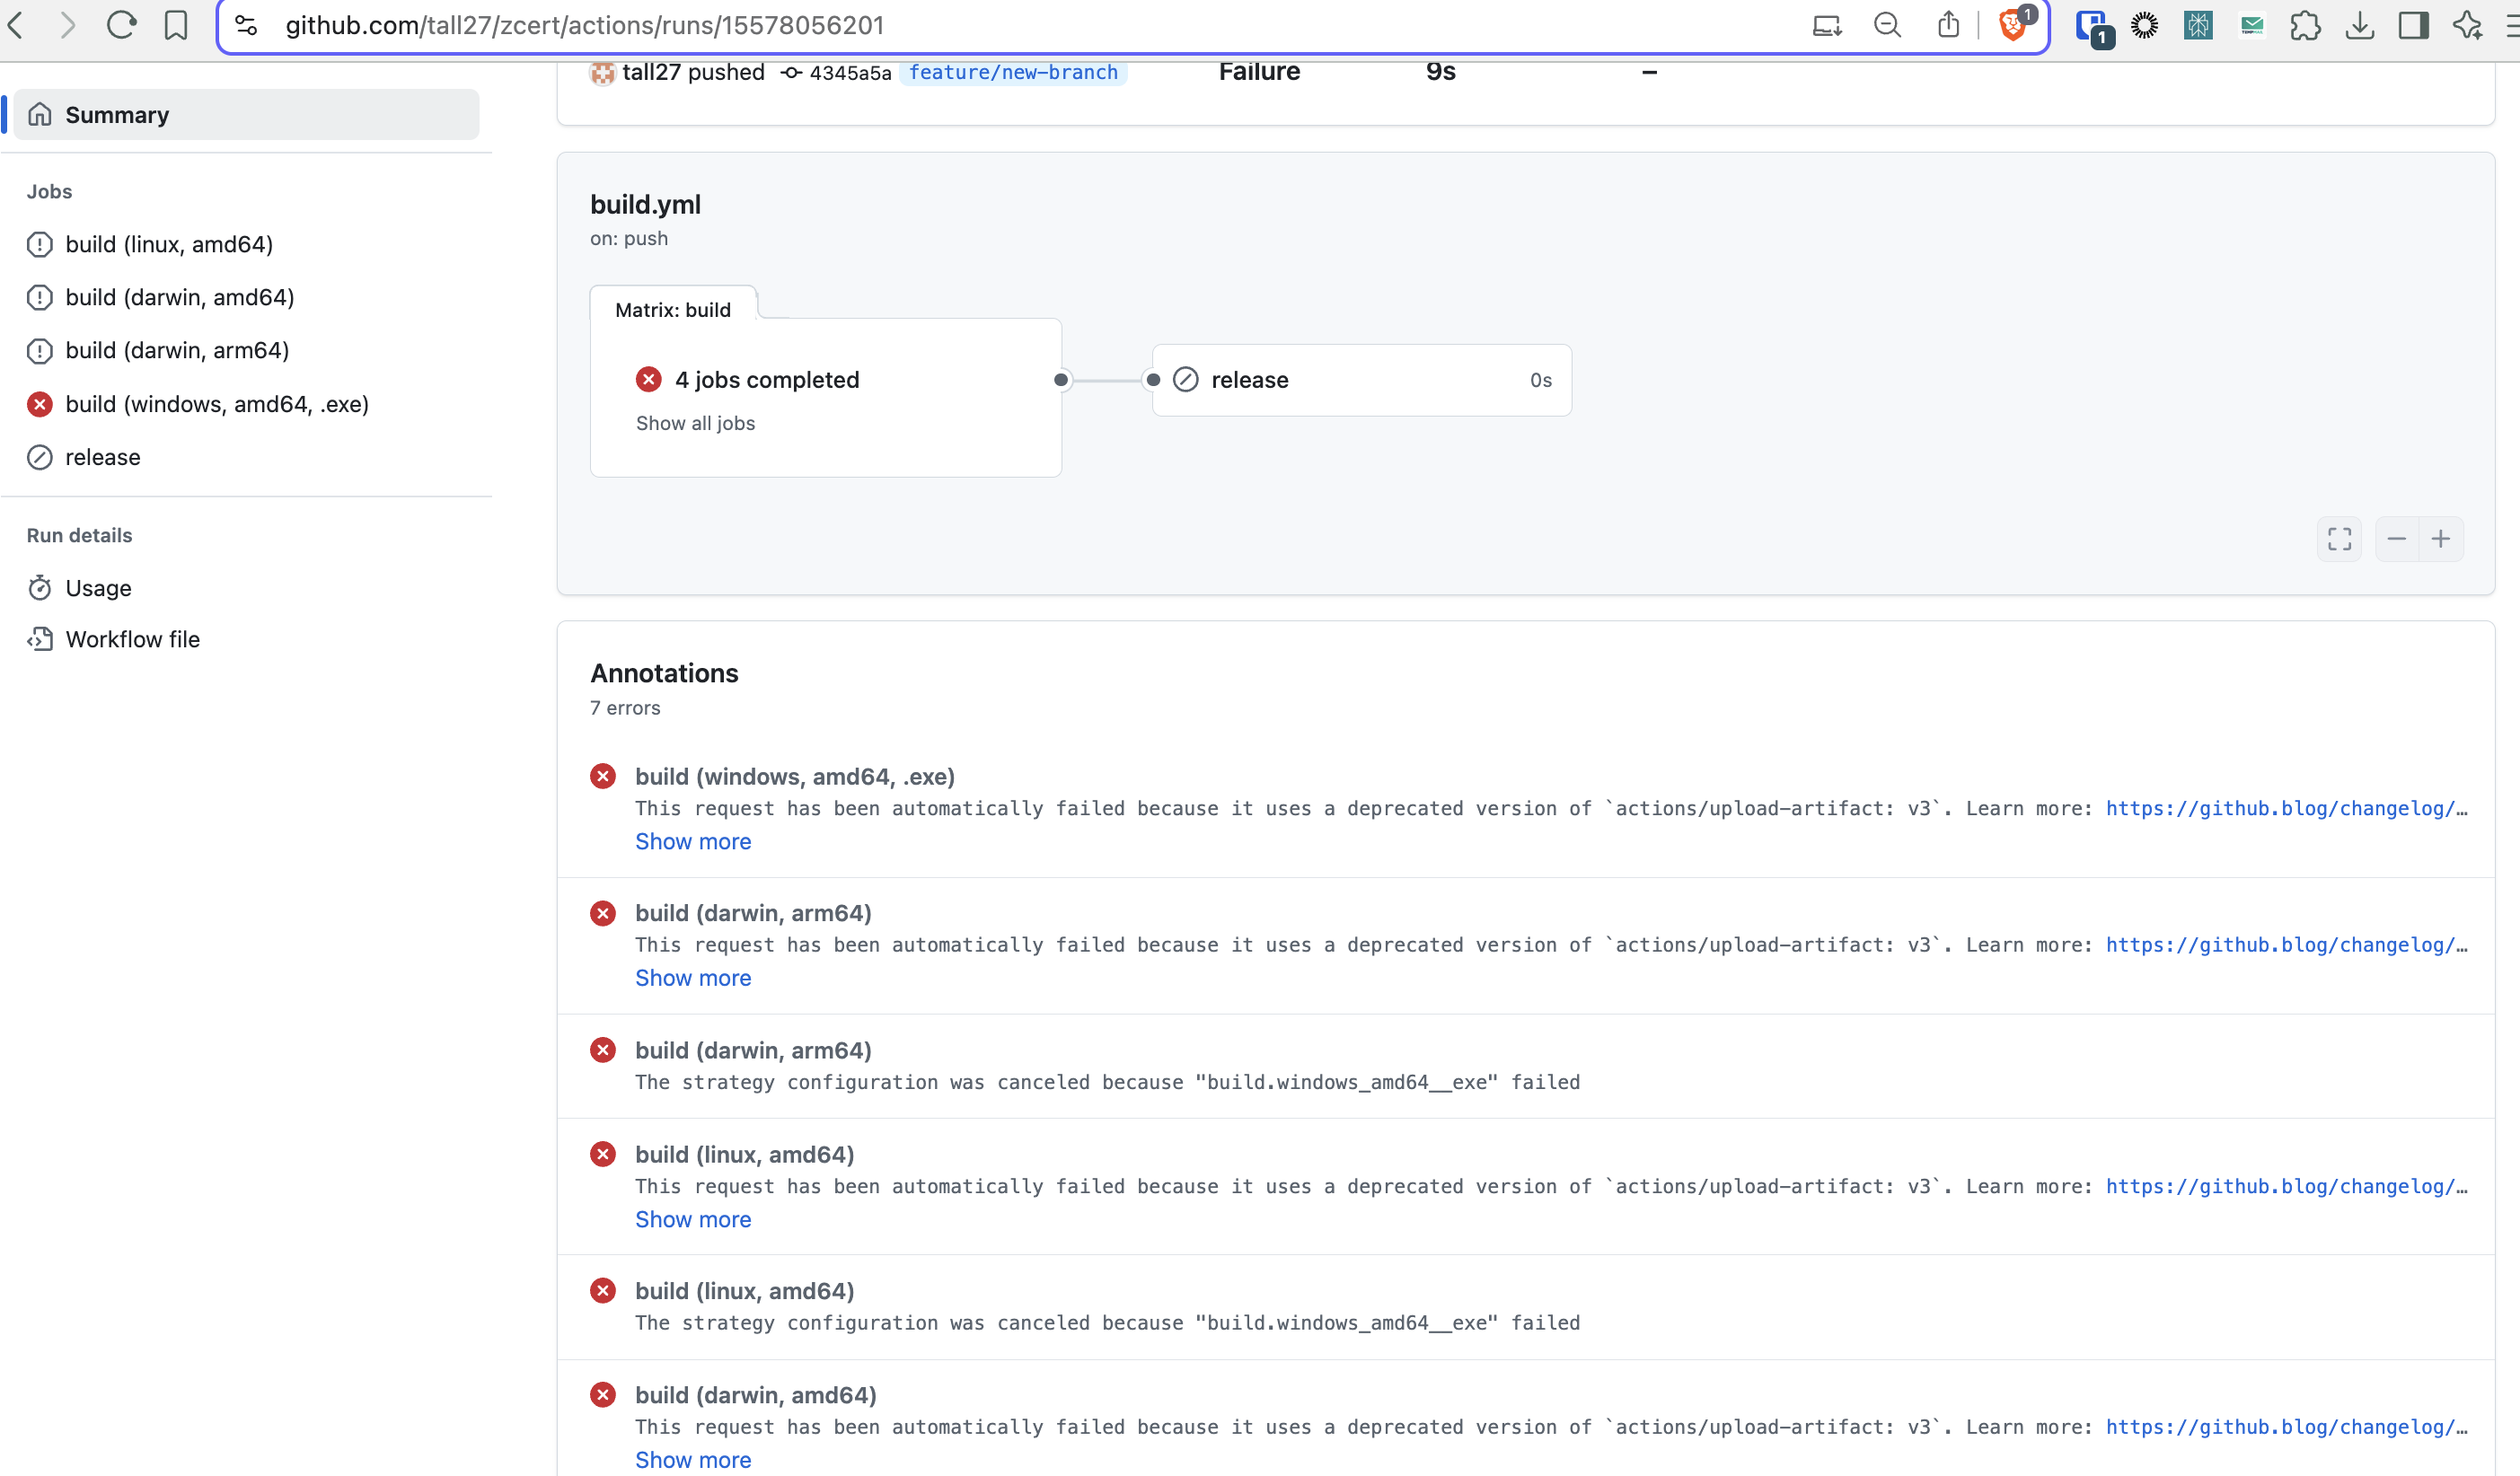 github.com/tall27/zcert/actions/runs/15578056201
1
1
tall27 pushed 4345a5a feature/new-branch Failure 9s –
Summary
Jobs
build (linux, amd64)
build (darwin, amd64)
build (darwin, arm64)
build (windows, amd64, .exe)
release
Run details
Usage
Workflow file
build.yml
on: push
Matrix: build
4 jobs completed
Show all jobs
release 0s
Annotations
7 errors
build (windows, amd64, .exe)
This request has been automatically failed because it uses a deprecated version of `actions/upload-artifact: v3`. Learn more: https://github.blog/changelog/…
Show more
build (darwin, arm64)
This request has been automatically failed because it uses a deprecated version of `actions/upload-artifact: v3`. Learn more: https://github.blog/changelog/…
Show more
build (darwin, arm64)
The strategy configuration was canceled because "build.windows_amd64__exe" failed
build (linux, amd64)
This request has been automatically failed because it uses a deprecated version of `actions/upload-artifact: v3`. Learn more: https://github.blog/changelog/…
Show more
build (linux, amd64)
The strategy configuration was canceled because "build.windows_amd64__exe" failed
build (darwin, amd64)
This request has been automatically failed because it uses a deprecated version of `actions/upload-artifact: v3`. Learn more: https://github.blog/changelog/…
Show more